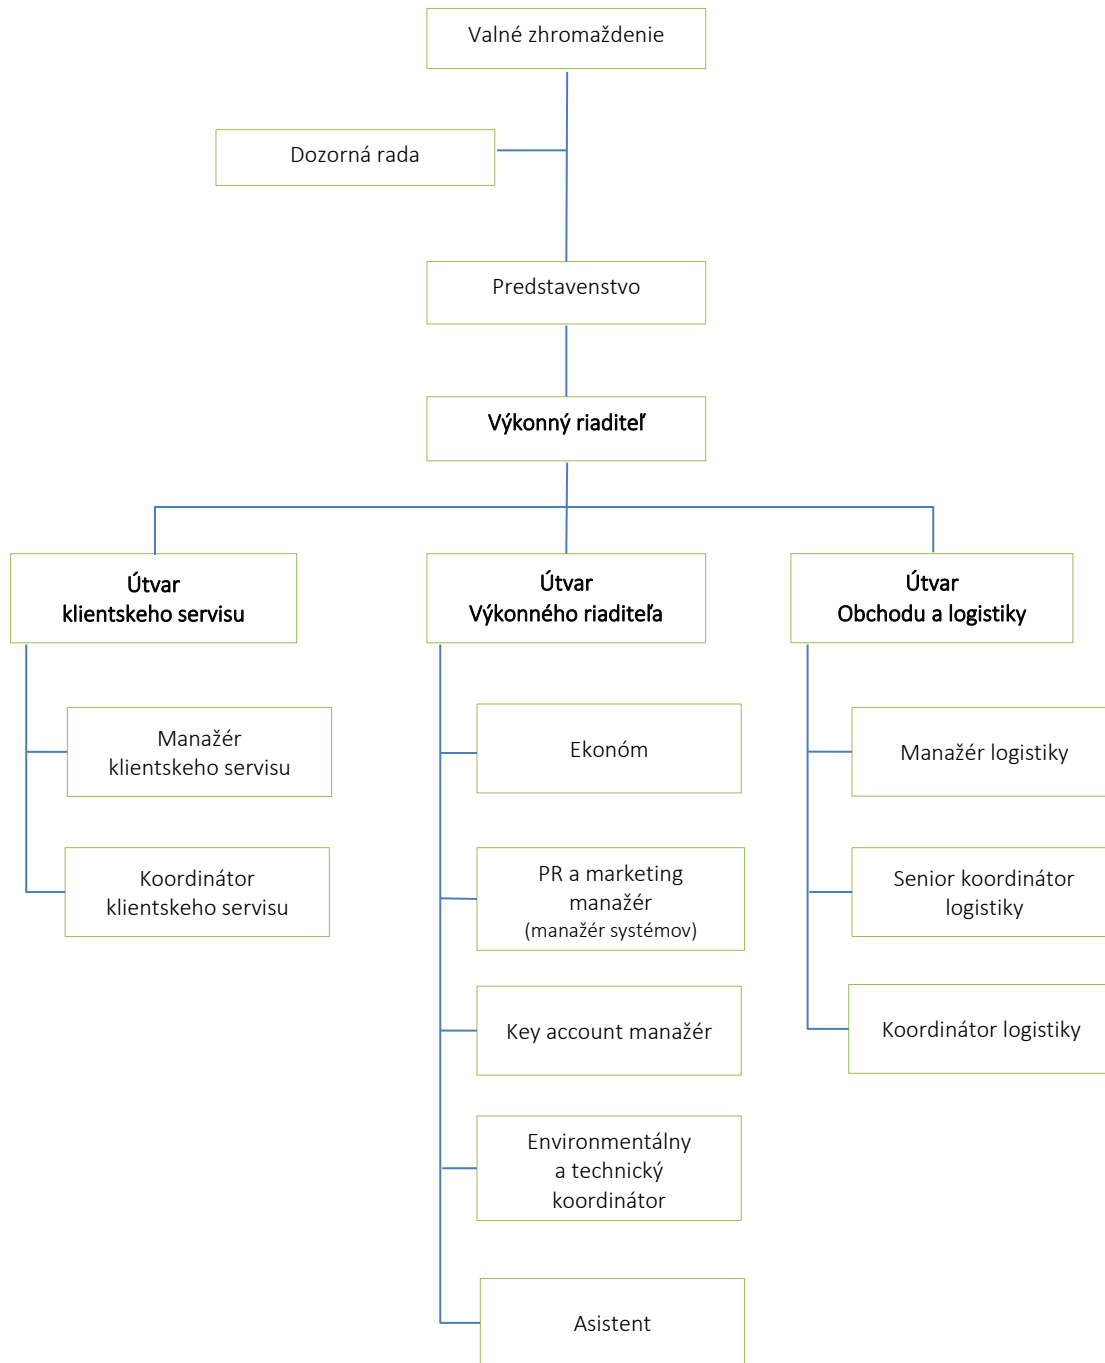 Valné zhromaždenie
Dozorná rada
Predstavenstvo
Výkonný riaditeľ
Útvar
klientskeho servisu
Manažér
klientskeho servisu
Koordinátor
klientskeho servisu
Útvar
Výkonného riaditeľa
Ekonóm
PR a marketing
manažér
(manažér systémov)
Key account manažér
Environmentálny
a technický
koordinátor
Asistent
Útvar
Obchodu a logistiky
Manažér logistiky
Senior koordinátor
logistiky
Koordinátor logistiky